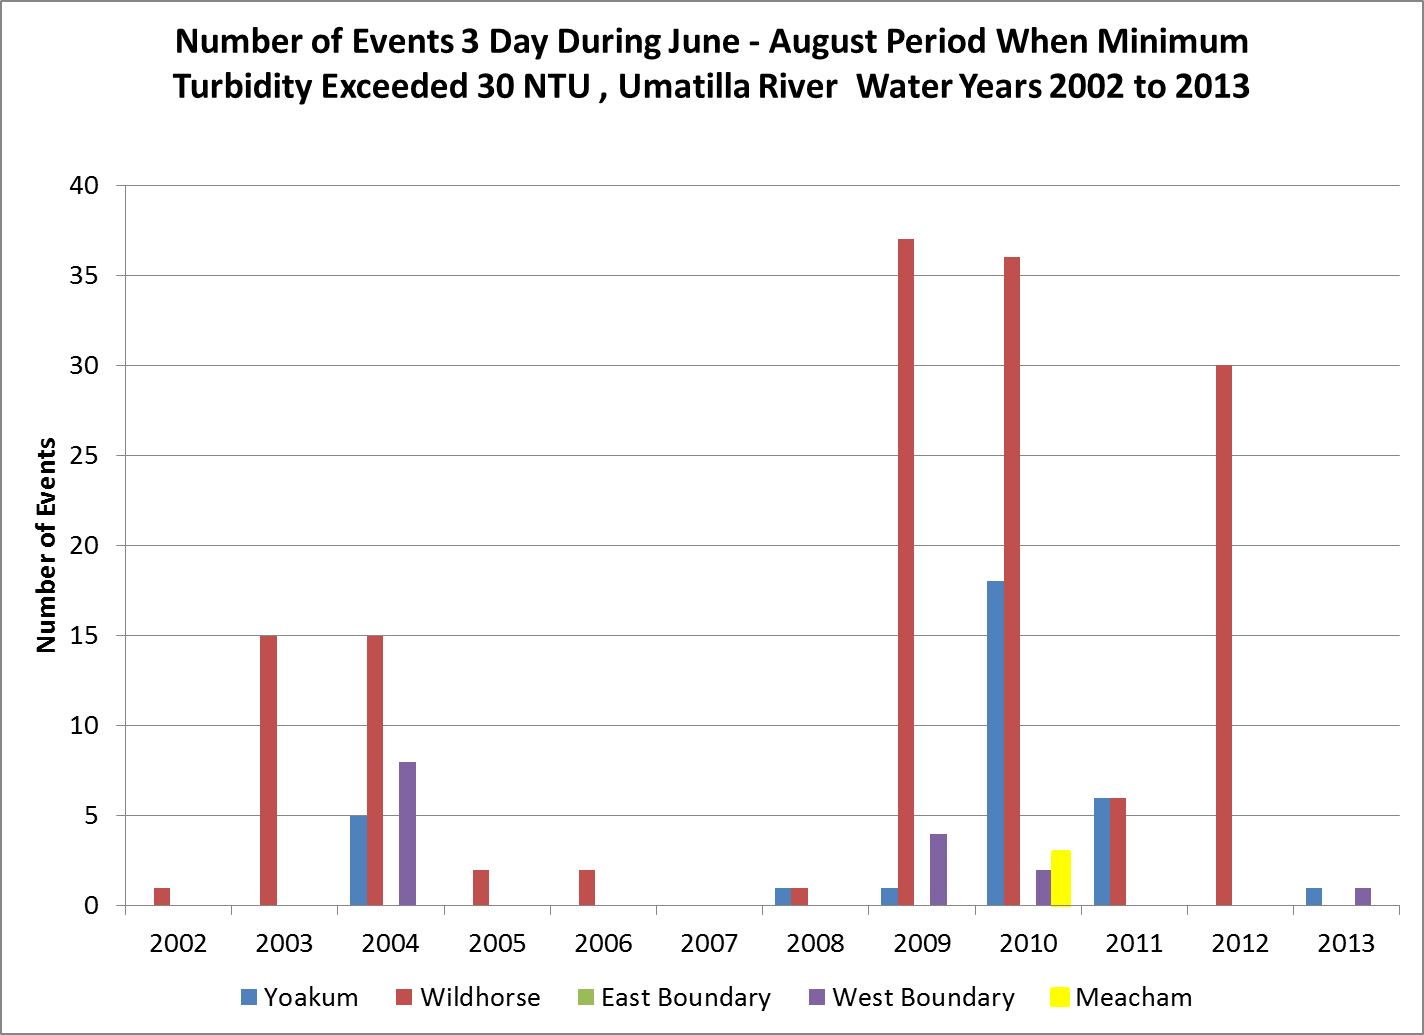 Number of Events 3 Day During June - August Period When Minimum
Turbidity Exceeded 30 NTU , Umatilla River  Water Years 2002 to 2013
40
35
30
25
20
15
10
5
0
Number of Events
2002 2003 2004 2005 2006 2007 2008 2009 2010 2011 2012 2013
Yoakum Wildhorse East Boundary West Boundary Meacham